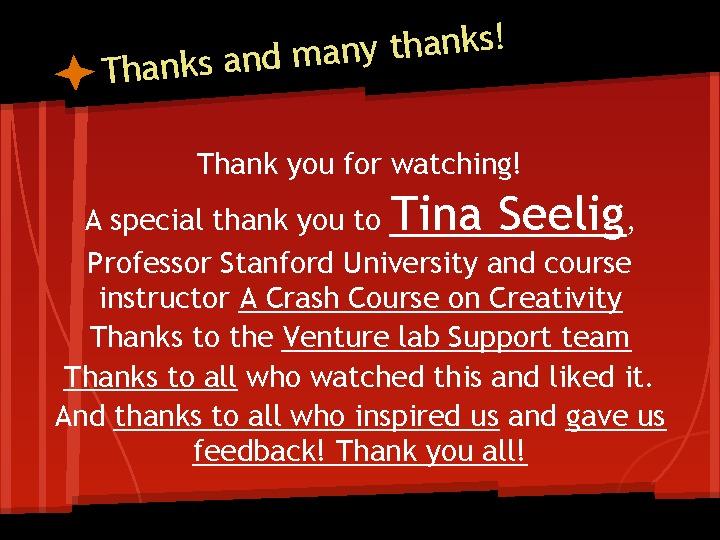 Thanks and many thanks!
Thank you for watching!
A special thank you to Tina Seelig,
Professor Stanford University and course
instructor A Crash Course on Creativity
Thanks to the Venture lab Support team
Thanks to all who watched this and liked it.
And thanks to all who inspired us and gave us
feedback! Thank you all!